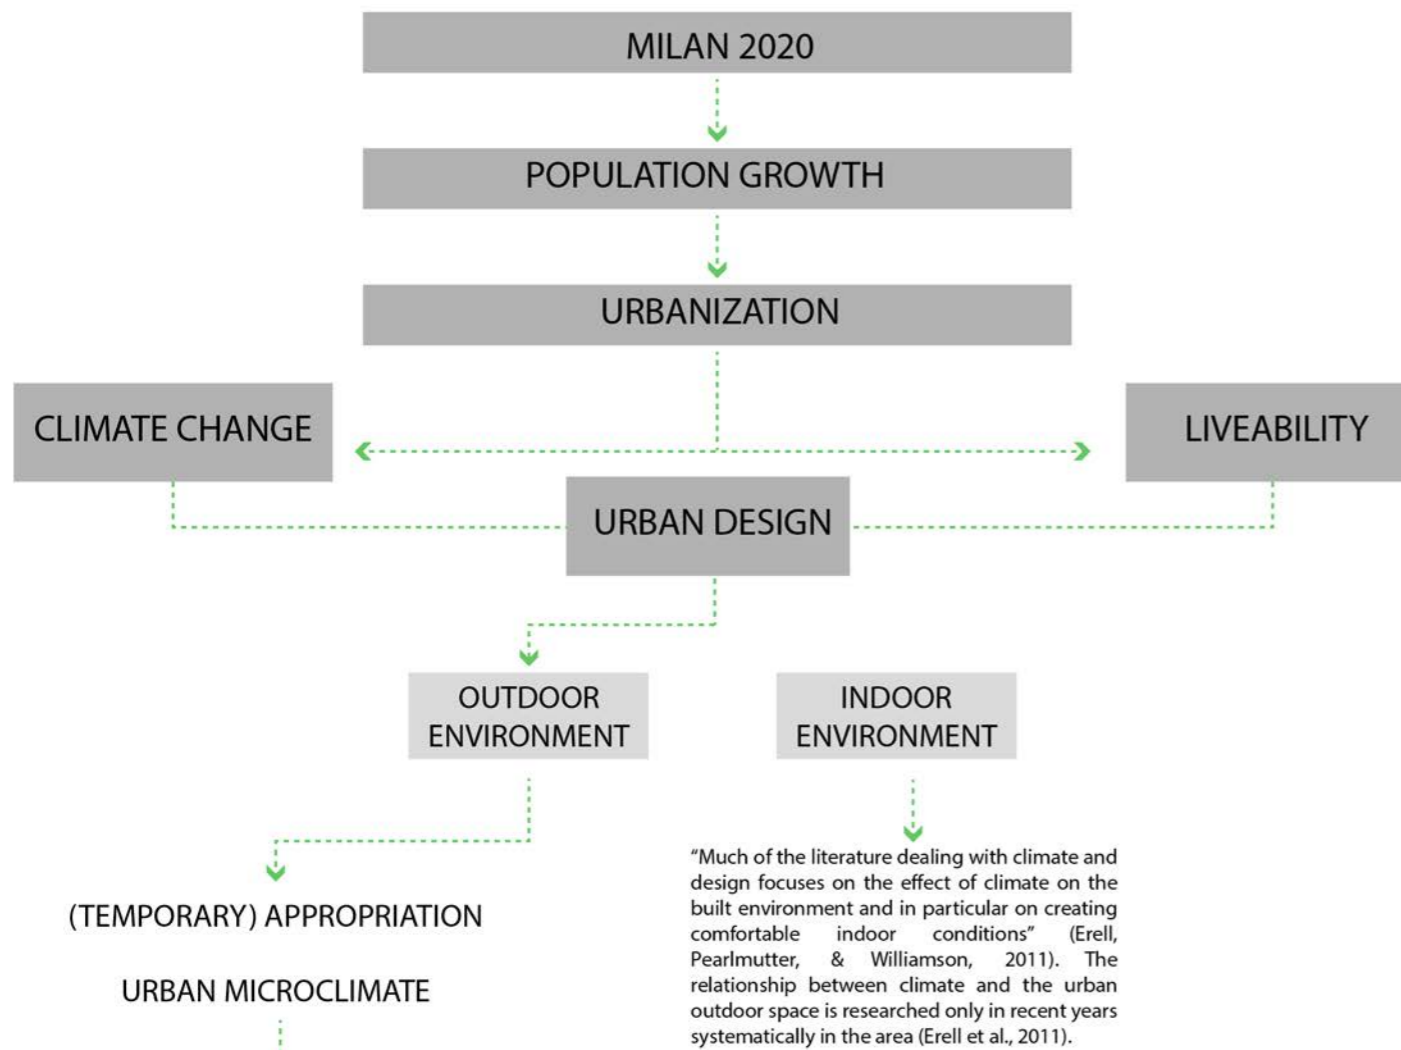 MILAN 2020
POPULATION GROWTH
URBANIZATION
CLIMATE CHANGE
LIVEABILITY
URBAN DESIGN
OUTDOOR
ENVIRONMENT
INDOOR
ENVIRONMENT
(TEMPORARY) APPROPRIATION
URBAN MICROCLIMATE
“Much of the literature dealing with climate and
design focuses on the effect of climate on the
built environment and in particular on creating
comfortable indoor conditions” (Erell,
Pearlmutter, & Williamson, 2011). The
relationship between climate and the urban
outdoor space is researched only in recent years
systematically in the area (Erell et al., 2011).